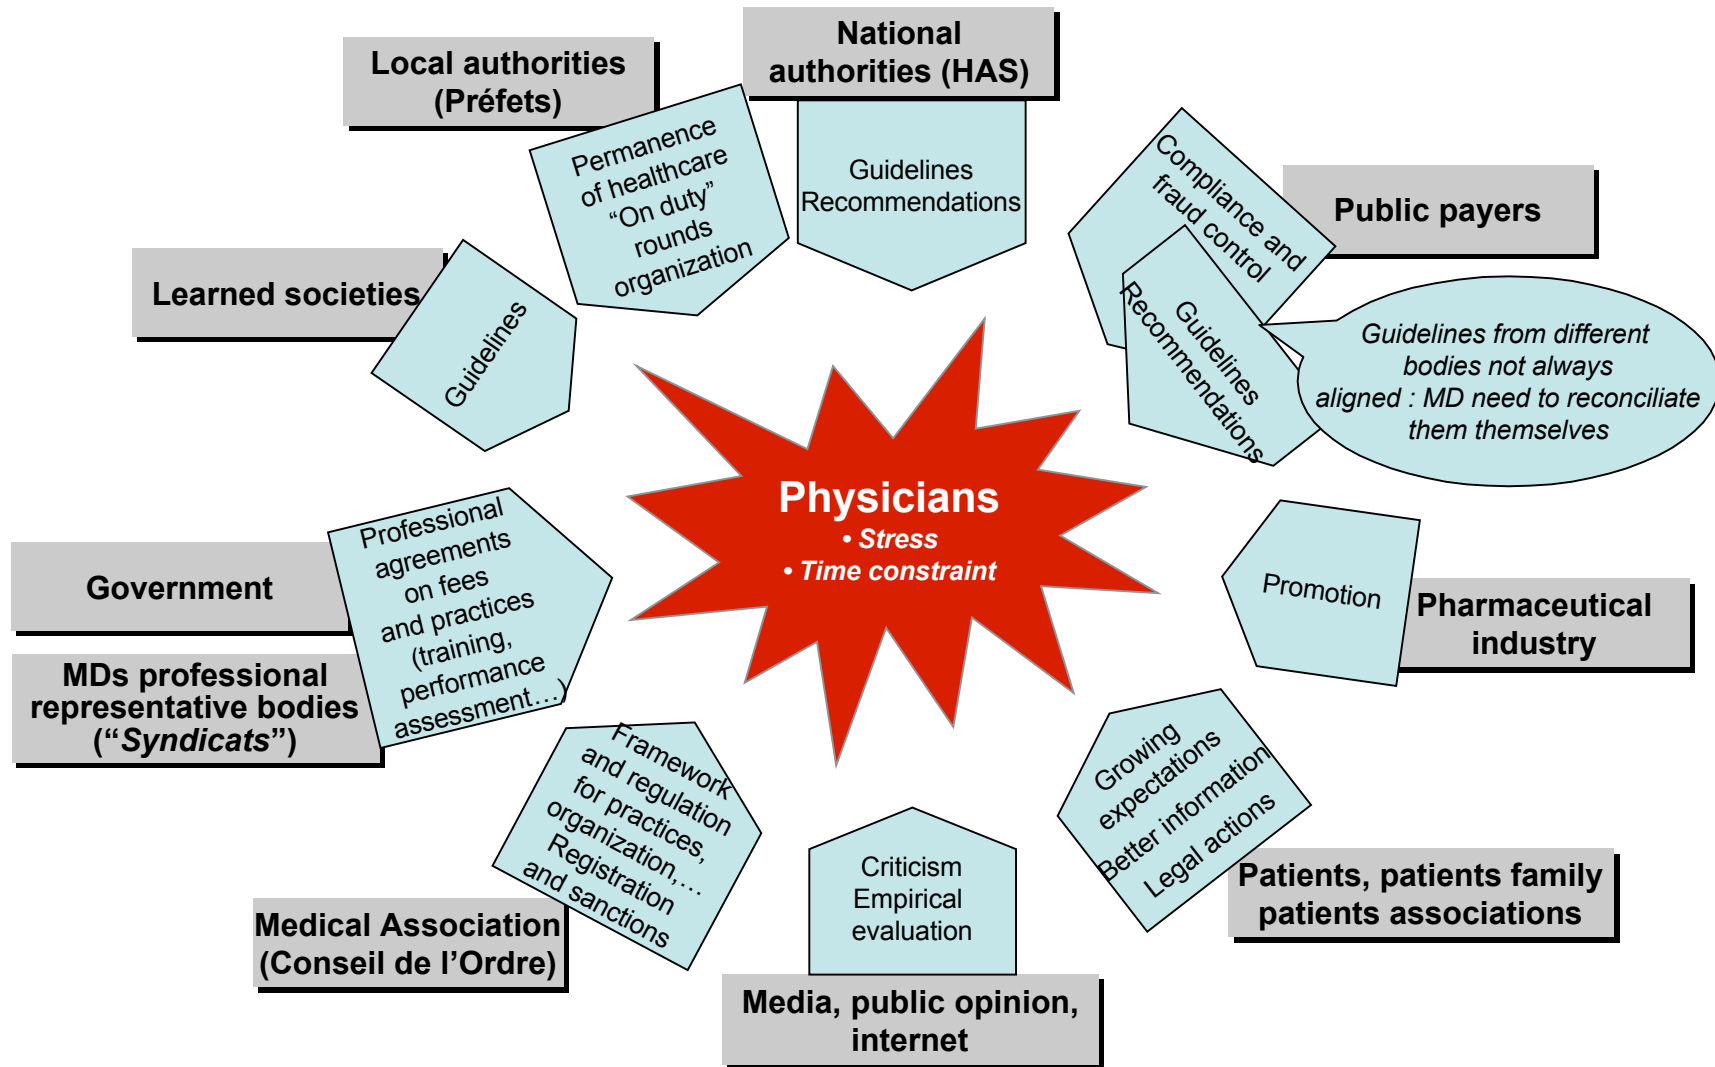 National
authorities (HAS)
Guidelines
Recommendations
Local authorities
(Préfets)
Permanence
of healthcare
“On duty”
rounds
organization
Learned societies
Guidelines
Public payers
Compliance and
fraud control
Guidelines
Recommendations
Guidelines from different
bodies not always
aligned : MD need to reconciliate
them themselves
Physicians
• Stress
• Time constraint
Government
MDs professional
representative bodies
(“Syndicats”)
Professional
agreements
on fees
and practices
(training,
performance
assessment…)
Promotion
Pharmaceutical
industry
Framework
and regulation
for practices,
organization,…
Registration
and sanctions
Medical Association
(Conseil de l’Ordre)
Criticism
Empirical
evaluation
Media, public opinion,
internet
Growing
expectations
Better information
Legal actions
Patients, patients family
patients associations